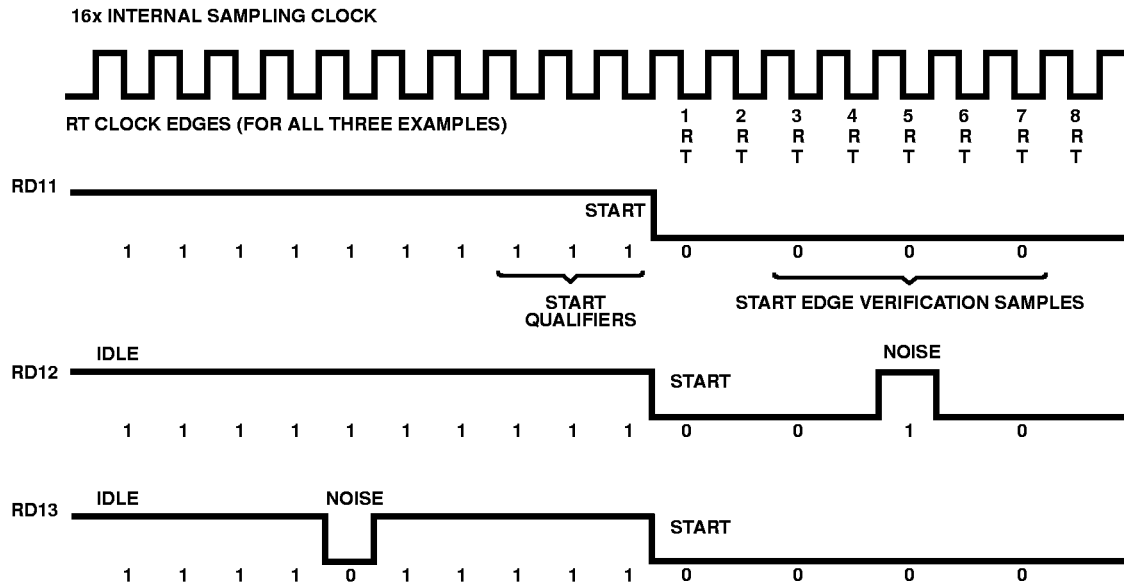 16x INTERNAL SAMPLING CLOCK
RT CLOCK EDGES (FOR ALL THREE EXAMPLES)
1 2 3 4 5 6 7 8
R R R R R R R R
T T T T T T T T
RD11
START
1 1 1 1 1 1 1 1 1 1 0 0 0 0
START
QUALIFIERS
START EDGE VERIFICATION SAMPLES
IDLE
NOISE
RD12
START
1 1 1 1 1 1 1 1 1 1 0 0 1 0
IDLE
NOISE
RD13
START
1 1 1 1 0 1 1 1 1 1 0 0 0 0